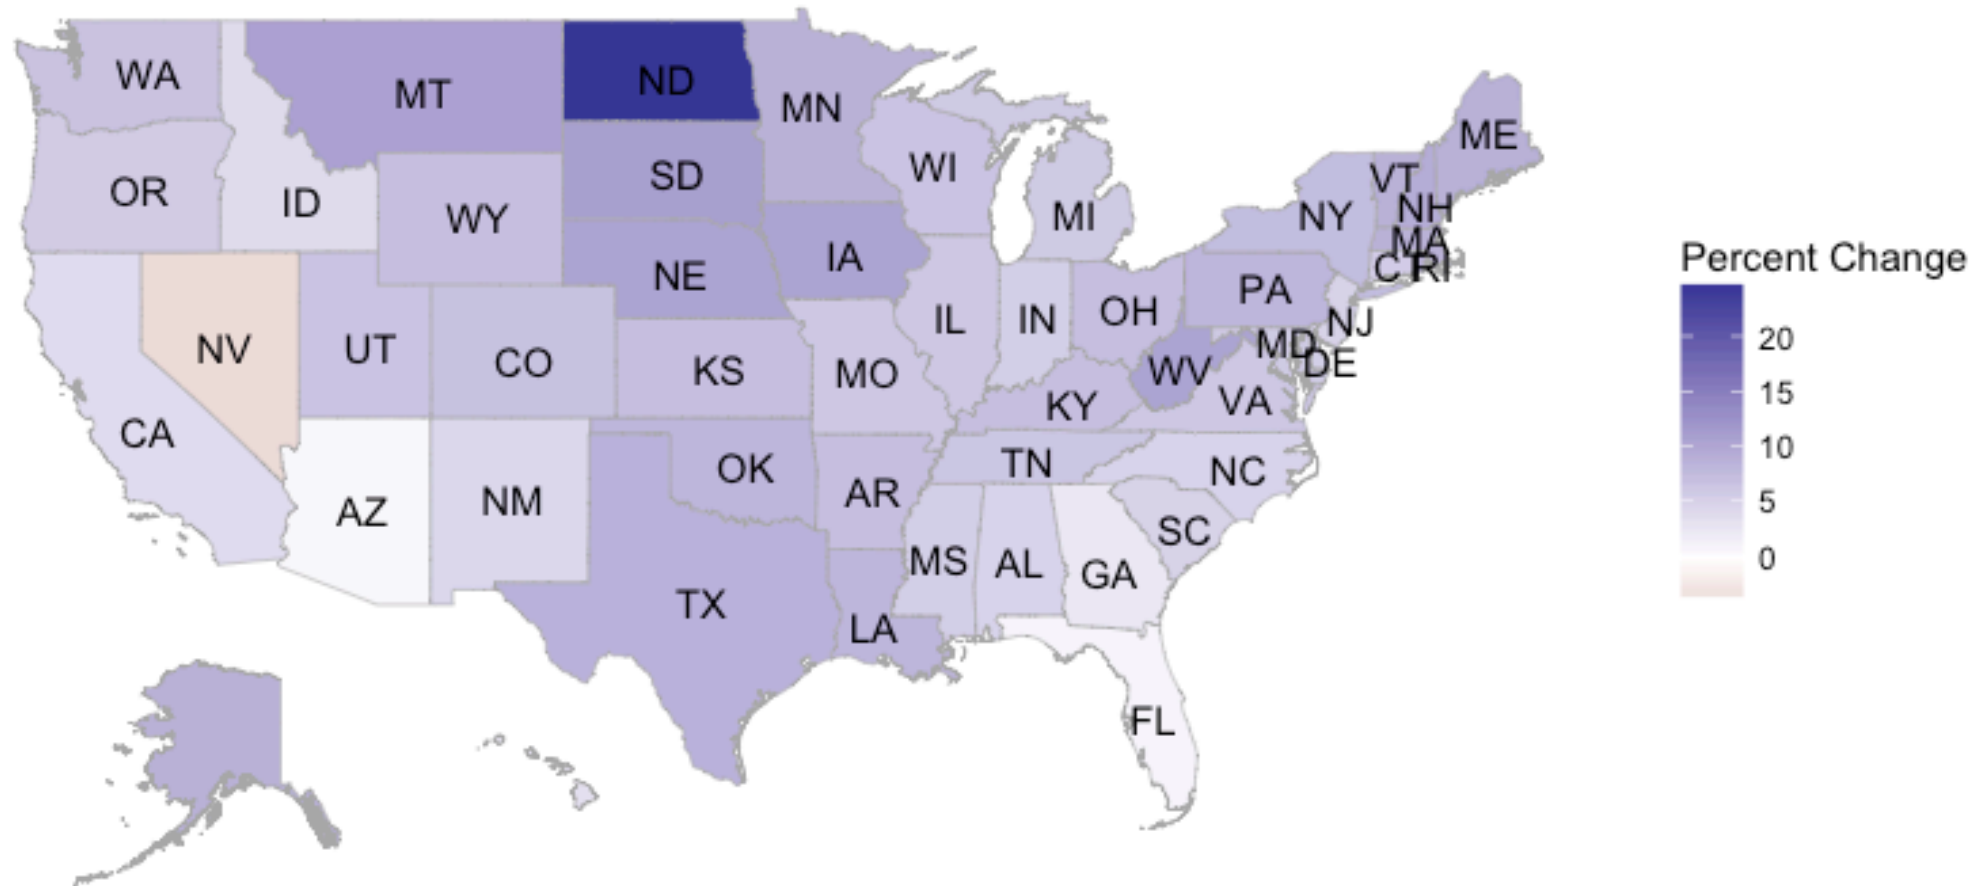 WA
MT
ND
MN
OR
ID
WY
SD
WI
MI
ME
VT
NH
NY
MA
CT
RI
NV
UT
CO
NE
IA
IL
IN
OH
PA
NJ
MD
DE
WV
VA
CA
KS
MO
KY
AZ
NM
OK
AR
TN
NC
SC
TX
LA
MS
AL
GA
FL
Percent Change
20
15
10
5
0